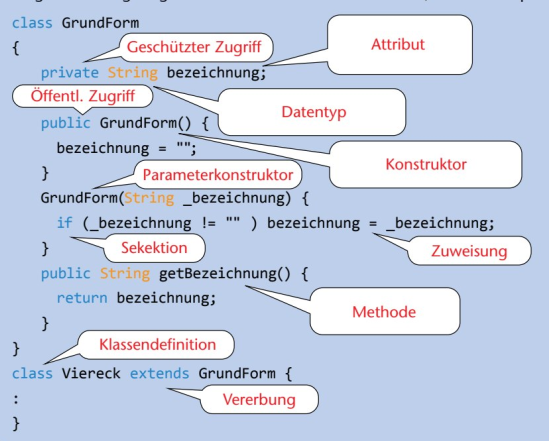 class GrundForm
{
Geschützter Zugriff
Attribut
private String bezeichnung;
Öffentl. Zugriff
Datentyp
public GrundForm() {
bezeichnung = "";
Konstruktor
}
Parameterkonstruktor
GrundForm(String _bezeichnung) {
if (_bezeichnung != "" ) bezeichnung = _bezeichnung;
}
Sekektion
Zuweisung
public String getBezeichnung() {
return bezeichnung;
Methode
}
}
Klassendefinition
class Viereck extends GrundForm {
:
Vererbung
}